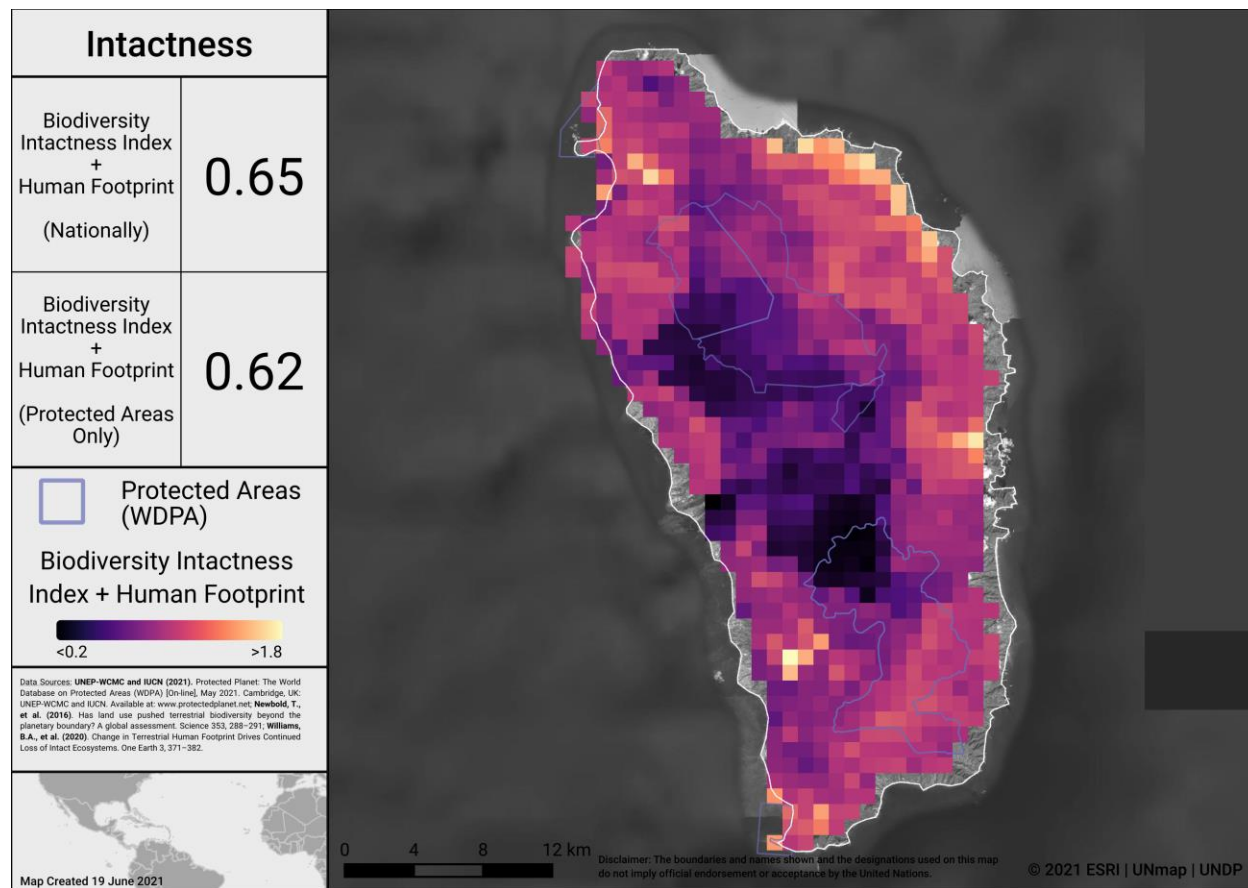 Intactness
Biodiversity
Intactness Index
+
Human Footprint
(Nationally)
0.65
Biodiversity
Intactness Index
+
Human Footprint
(Protected Areas
Only)
0.62
Protected Areas
(WDPA)
Biodiversity Intactness
Index + Human Footprint
<0.2 >1.8
Data Sources: UNEP-WCMC and IUCN (2021). Protected Planet: The World
Database on Protected Areas (WDPA) [On-line], May 2021. Cambridge, UK:
UNEP-WCMC and IUCN. Available at: www.protectedplanet.net; Newbold, T.,
et al. (2016). Has land use pushed terrestrial biodiversity beyond the
planetary boundary? A global assessment. Science 353, 288–291; Williams,
B.A., et al. (2020). Change in Terrestrial Human Footprint Drives Continued
Loss of Intact Ecosystems. One Earth 3, 371–382.
Map Created 19 June 2021
0 4 8 12 km
Disclaimer: The boundaries and names shown and the designations used on this map
do not imply official endorsement or acceptance by the United Nations.
© 2021 ESRI | UNmap | UNDP